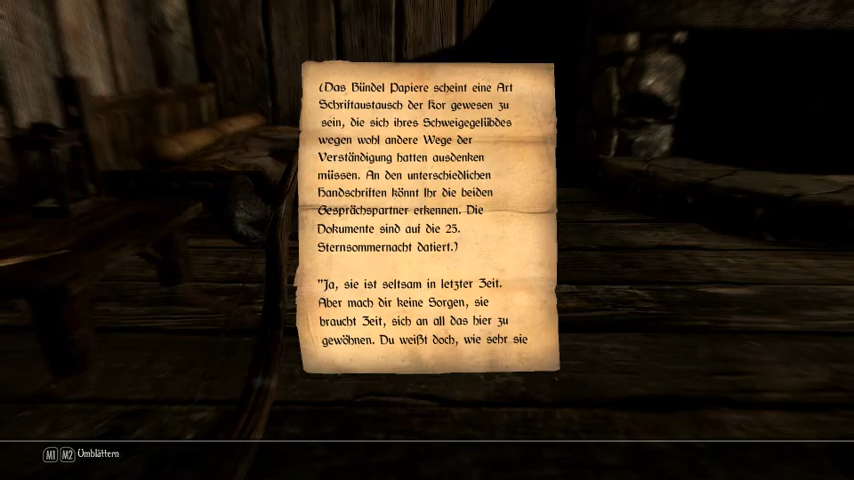 (Das Bündel Papiere scheint eine Art
Schriftaustausch der Kor gewesen zu
sein, die sich ihres Schweigegelübdes
wegen wohl andere Wege der
Verständigung hatten ausdenken
müssen. An den unterschiedlichen
Handschriften könnt Ihr die beiden
Gesprächspartner erkennen. Die
Dokumente sind auf die 25.
Sternsommernacht datiert.)
"Ja, sie ist seltsam in letzter Zeit.
Aber mach dir keine Sorgen, sie
braucht Zeit, sich an all das hier zu
gewöhnen. Du weißt doch, wie sehr sie
M1 M2 Umblättern